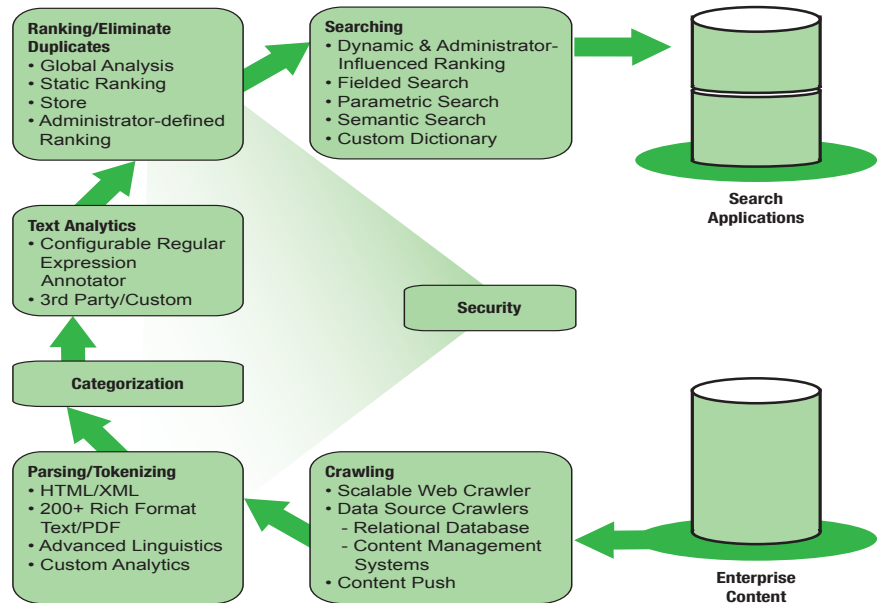 Ranking/Eliminate
Duplicates
• Global Analysis
• Static Ranking
• Store
• Administrator-defined
Ranking
Searching
• Dynamic & Administrator-
Influenced Ranking
• Fielded Search
• Parametric Search
• Semantic Search
• Custom Dictionary
Search
Applications
Text Analytics
• Configurable Regular
Expression
Annotator
• 3rd Party/Custom
Security
Categorization
Parsing/Tokenizing
• HTML/XML
• 200+ Rich Format
Text/PDF
• Advanced Linguistics
• Custom Analytics
Crawling
• Scalable Web Crawler
• Data Source Crawlers
- Relational Database
- Content Management
Systems
• Content Push
Enterprise
Content